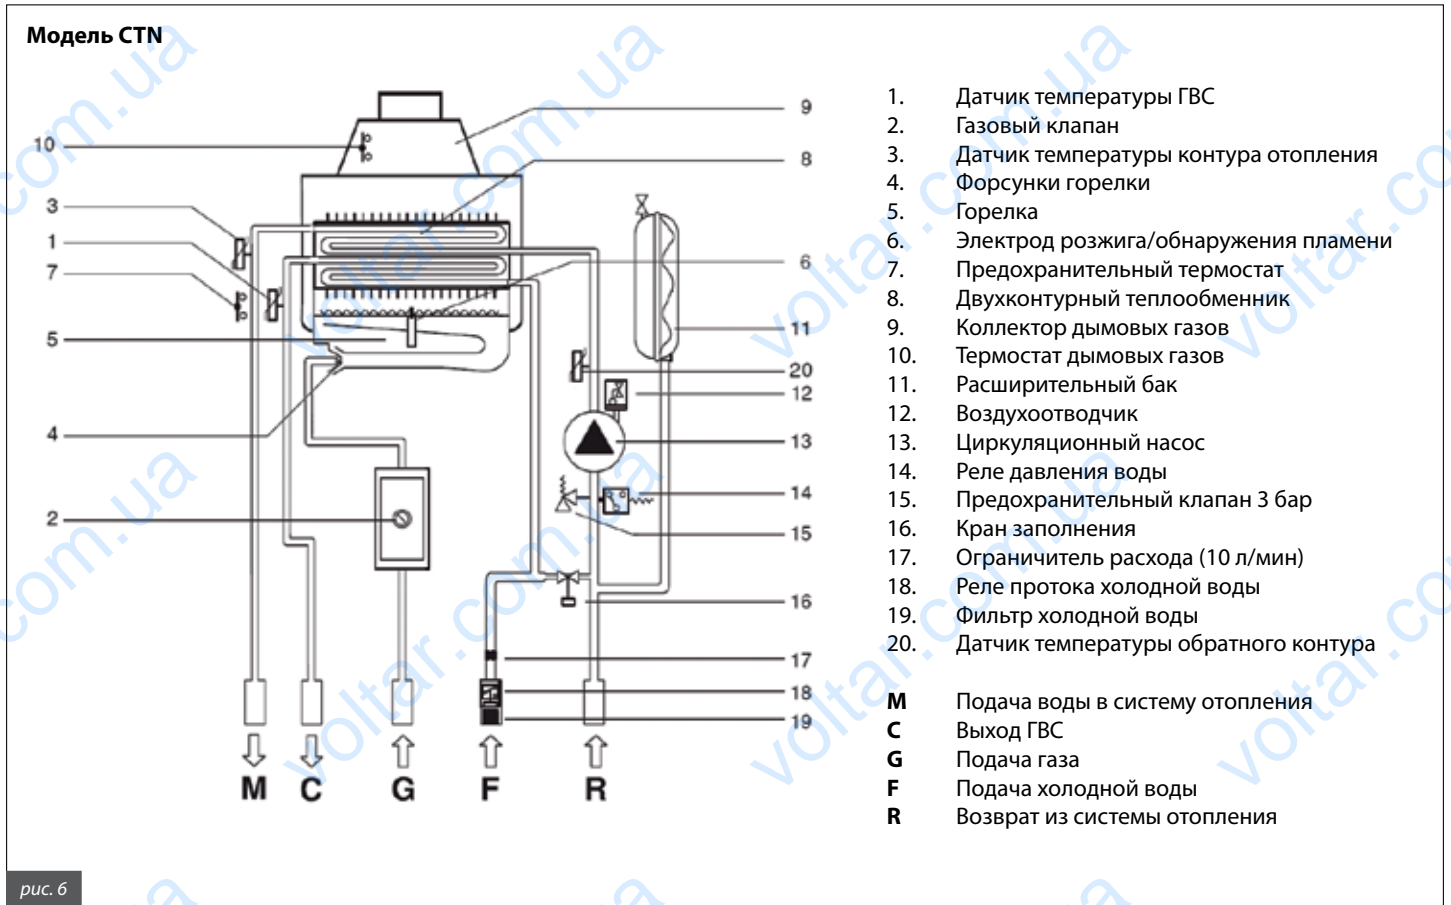 Модель CTN
10
3
1
7
5
4
2
9
8
6
11
20
12
13
14
15
16
17
18
19
M C G F R
1. Датчик температуры ГВС
2. Газовый клапан
3. Датчик температуры контура отопления
4. Форсунки горелки
5. Горелка
6. Электрод розжига/обнаружения пламени
7. Предохранительный термостат
8. Двухконтурный теплообменник
9. Коллектор дымовых газов
10. Термостат дымовых газов
11. Расширительный бак
12. Воздухоотводчик
13. Циркуляционный насос
14. Реле давления воды
15. Предохранительный клапан 3 бар
16. Кран заполнения
17. Ограничитель расхода (10 л/мин)
18. Реле протока холодной воды
19. Фильтр холодной воды
20. Датчик температуры обратного контура
M Подача воды в систему отопления
C Выход ГВС
G Подача газа
F Подача холодной воды
R Возврат из системы отопления
рис. 6
voltar.com.ua